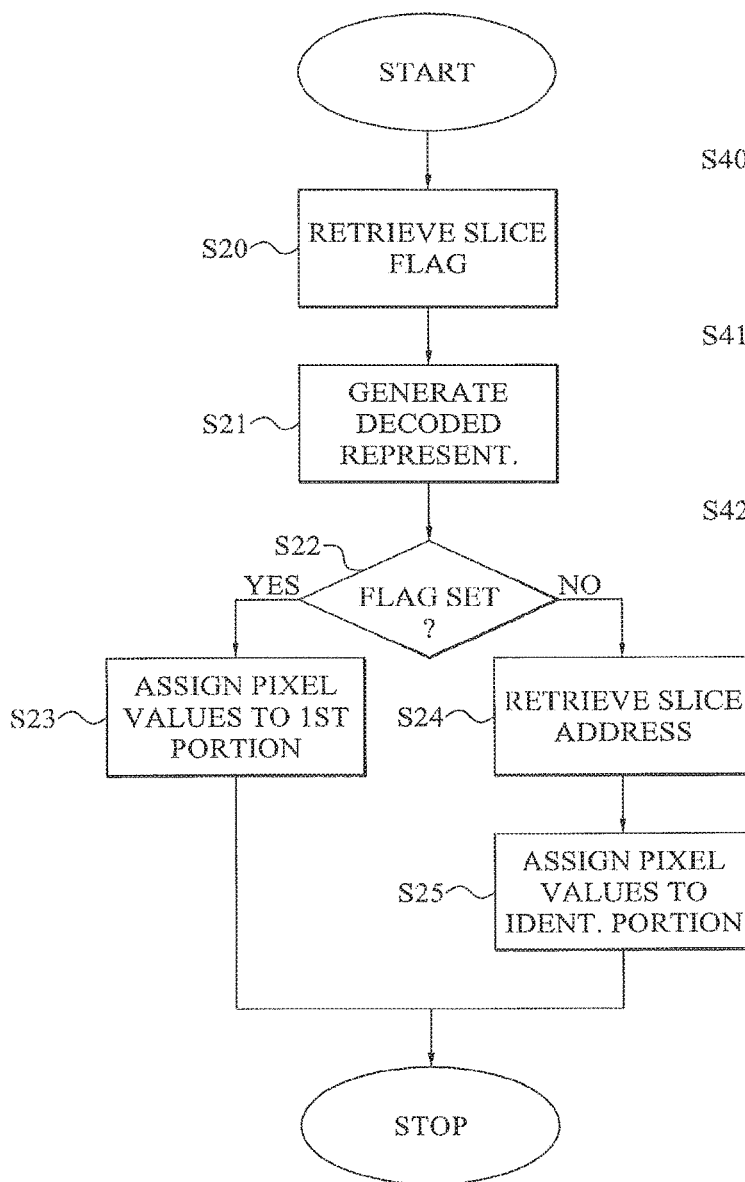 START
S40
S20
RETRIEVE SLICE
FLAG
S41
S21
GENERATE
DECODED
REPRESENT.
S42
S22
YES
FLAG SET
?
NO
S23
ASSIGN PIXEL
VALUES TO 1ST
PORTION
S24
RETRIEVE SLICE
ADDRESS
S25
ASSIGN PIXEL
VALUES TO
IDENT. PORTION
STOP